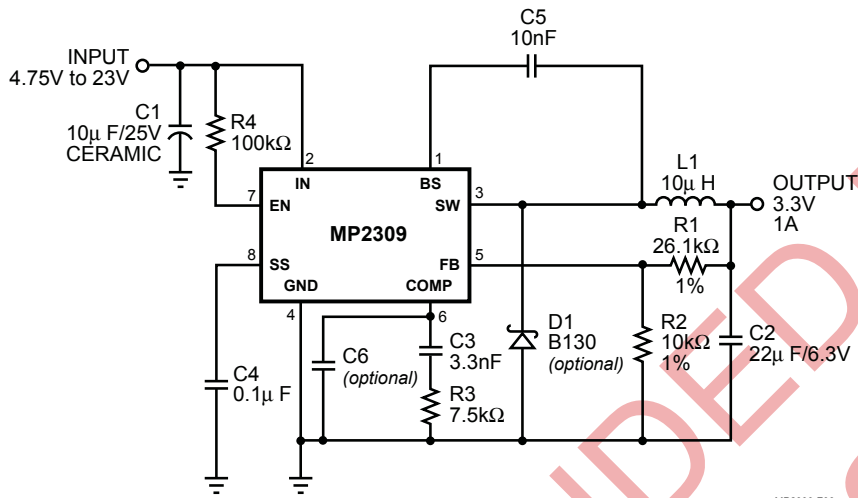 C5
10nF
INPUT
4.75V to 23V
C1
10µ F/25V
CERAMIC
R4
100kΩ
2
1
IN
BS
L1
10µ H
OUTPUT
3.3V
1A
7
EN
SW
3
MP2309
R1
26.1kΩ
1%
8
SS
FB
5
GND
COMP
4
6
C4
0.1µ F
C6
(optional)
C3
3.3nF
R3
7.5kΩ
D1
B130
(optional)
R2
10kΩ
1%
C2
22µ F/6.3V